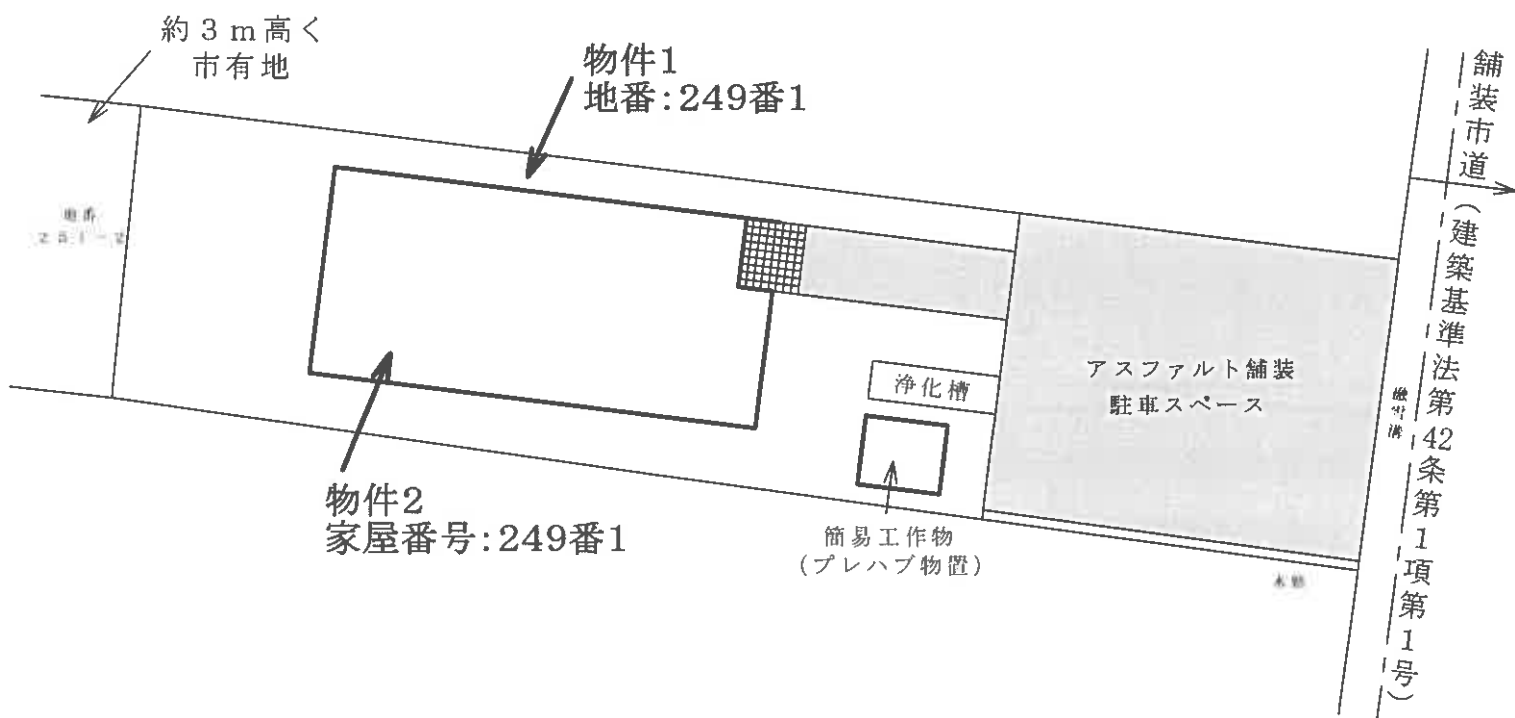 約3m高く
市有地
物件1
地番:249番1
舗装市道(建築基準法第42条第1項第1号)
地番
251-2
浄化槽
アスファルト舗装
駐車スペース
物件2
家屋番号:249番1
簡易工作物
(プレハブ物置)